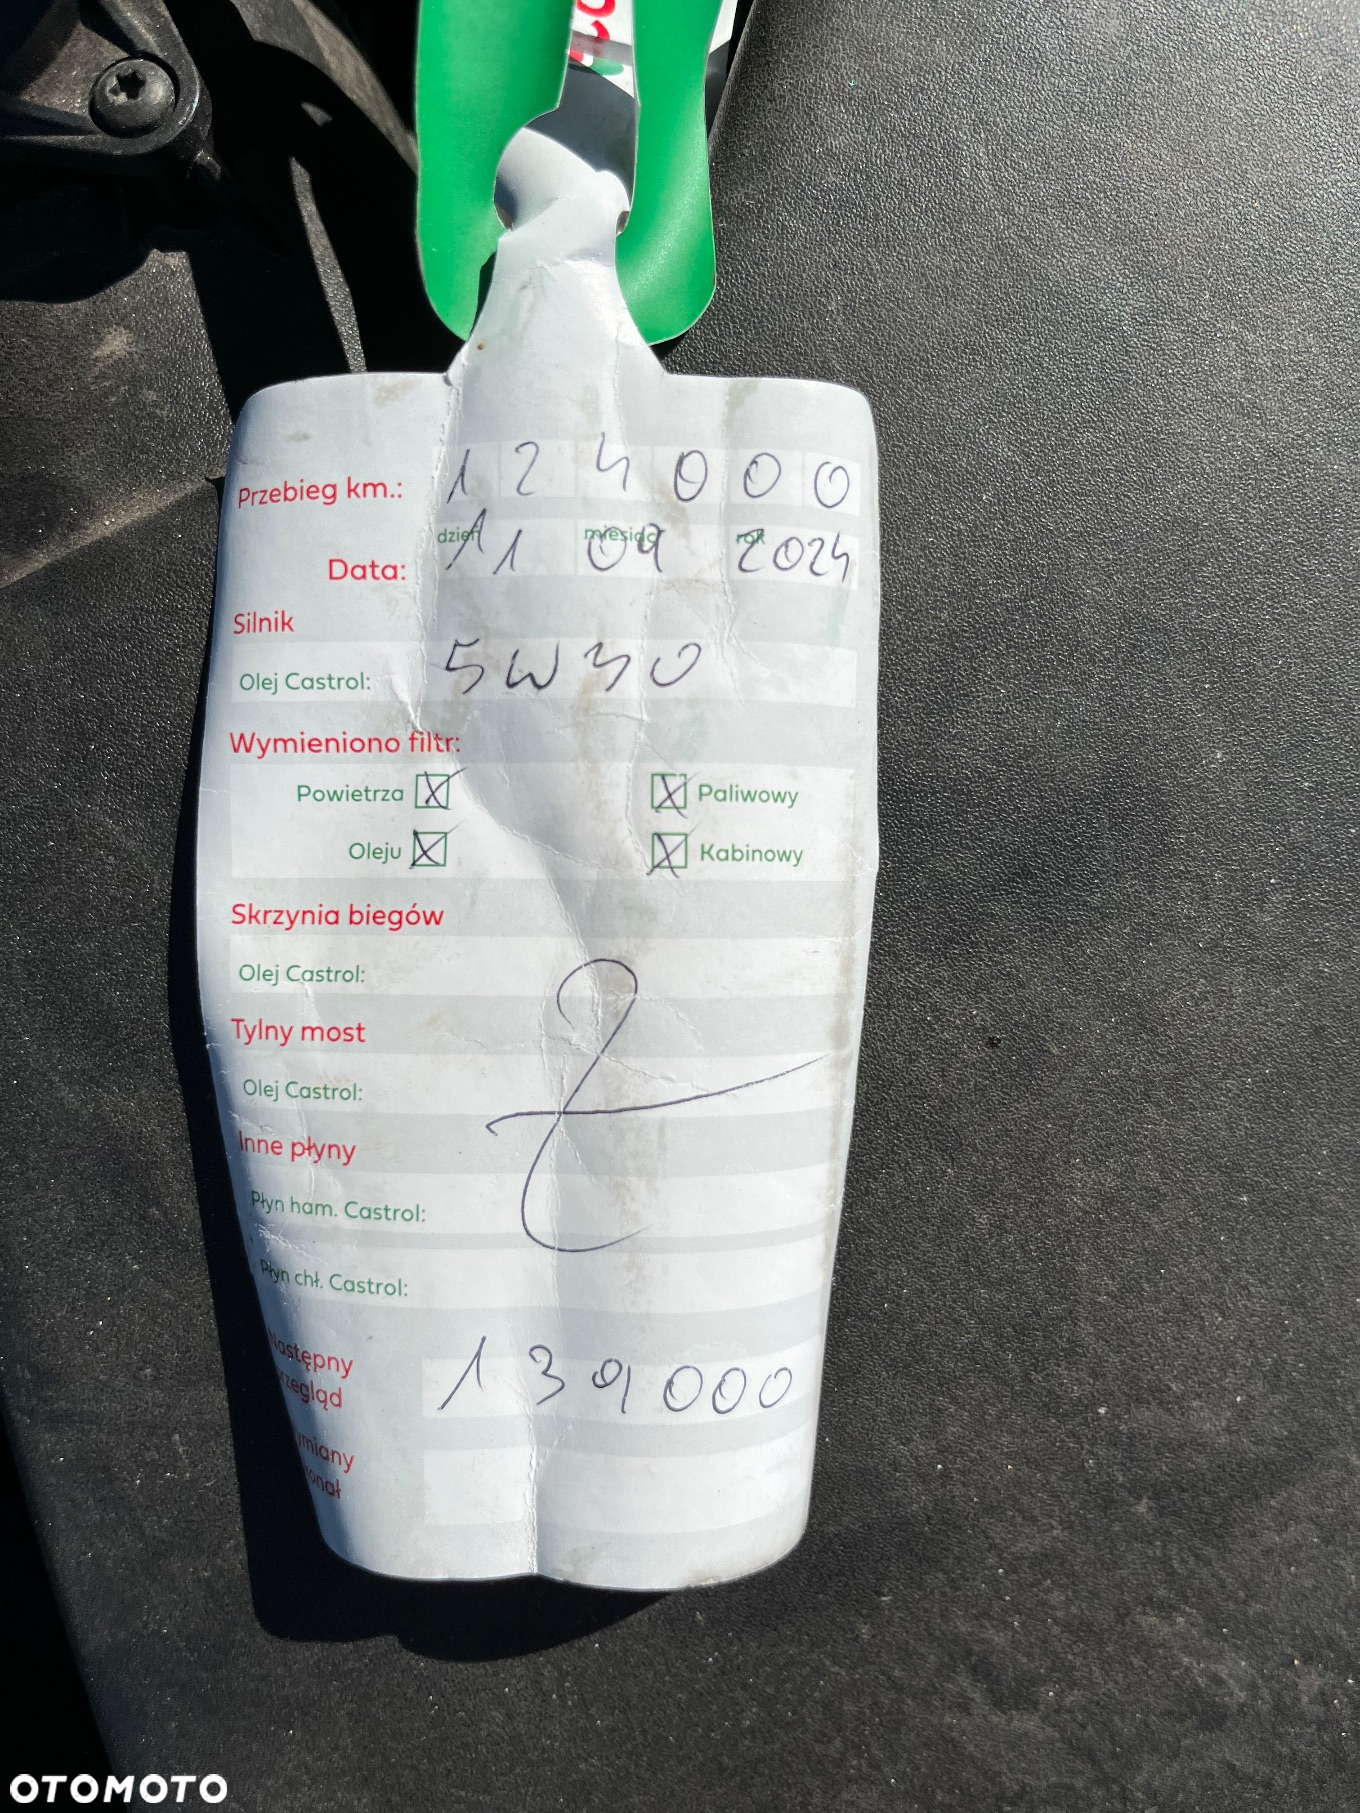 Przebieg km.: 124000
dzień miesiąc rok
Data: 11 09 2024
Silnik
Olej Castrol: 5W30
Wymieniono filtr:
Powietrza X X Paliwowy
Oleju X X Kabinowy
Skrzynia biegów
Olej Castrol:
Tylny most
Olej Castrol:
Inne płyny
Płyn ham. Castrol:
Płyn chł. Castrol:
Następny
przegląd 139000
OTOMOTO